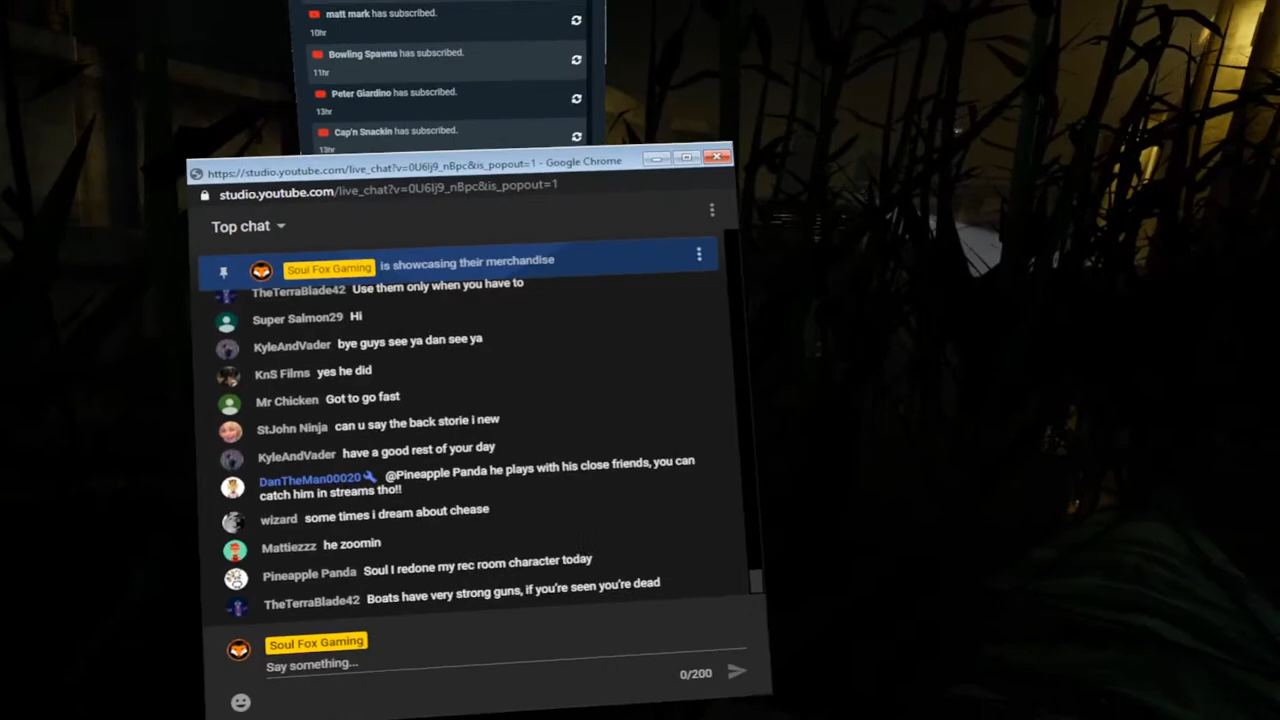 matt mark has subscribed.
10hr
Bowling Spawns has subscribed.
11hr
Peter Giardino has subscribed.
13hr
Cap'n Snackin has subscribed.
13hr
https://studio.youtube.com/live_chat?v=0U6lj9_nBpc&is_popout=1 - Google Chrome
studio.youtube.com/live_chat?v=0U6lj9_nBpc&is_popout=1
Top chat
Soul Fox Gaming is showcasing their merchandise
TheTerraBlade42 Use them only when you have to
Super Salmon29 Hi
KyleAndVader bye guys see ya dan see ya
KnS Films yes he did
Mr Chicken Got to go fast
StJohn Ninja can u say the back storie i new
KyleAndVader have a good rest of your day
DanTheMan00020 @Pineapple Panda he plays with his close friends, you can
catch him in streams tho!!
wizard some times i dream about chease
Mattiezzz he zoomin
Pineapple Panda Soul I redone my rec room character today
TheTerraBlade42 Boats have very strong guns, if you're seen you're dead
Soul Fox Gaming
Say something...
0/200